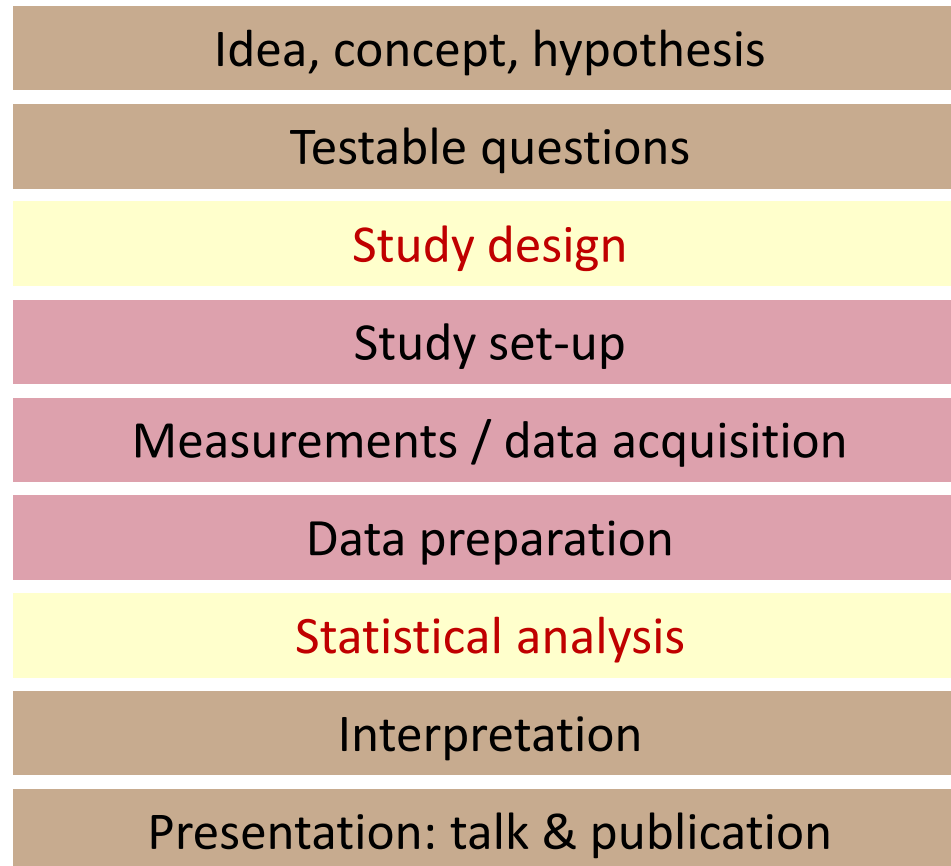 Idea, concept, hypothesis
Testable questions
Study design
Study set-up
Measurements / data acquisition
Data preparation
Statistical analysis
Interpretation
Presentation: talk & publication